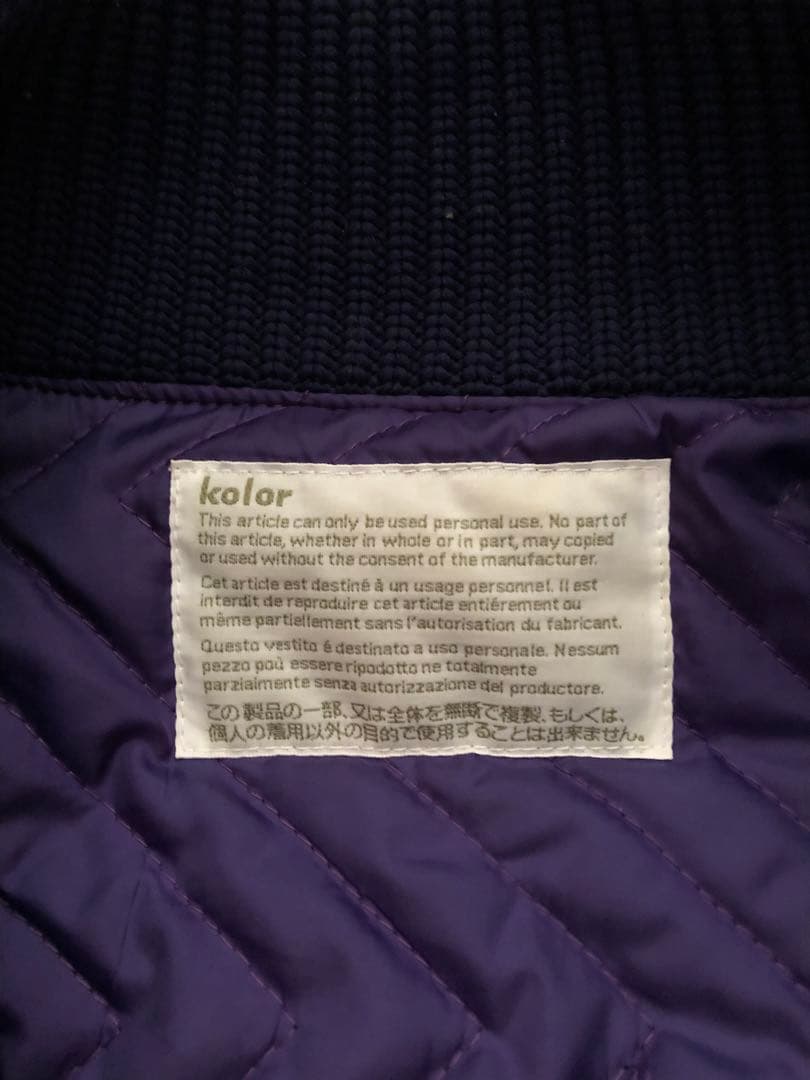 kolor
This article can only be used personal use. No part of
this article, whether in whole or in part, may copied
or used without the consent of the manufacturer.
Cet article est destiné à un usage personnel. Il est
interdit de reproduire cet article entiérement ou
même partiellement sans l'autorisation du fabricant.
Questo vestito é destinato a uso personale. Nessum
pezzo poù essere ripodotto ne totalmente
parzialmente senza autorizzazione del productore.
この製品の一部、又は全体を無断で複製、もしくは、
個人の着用以外の目的で使用することは出来ません。